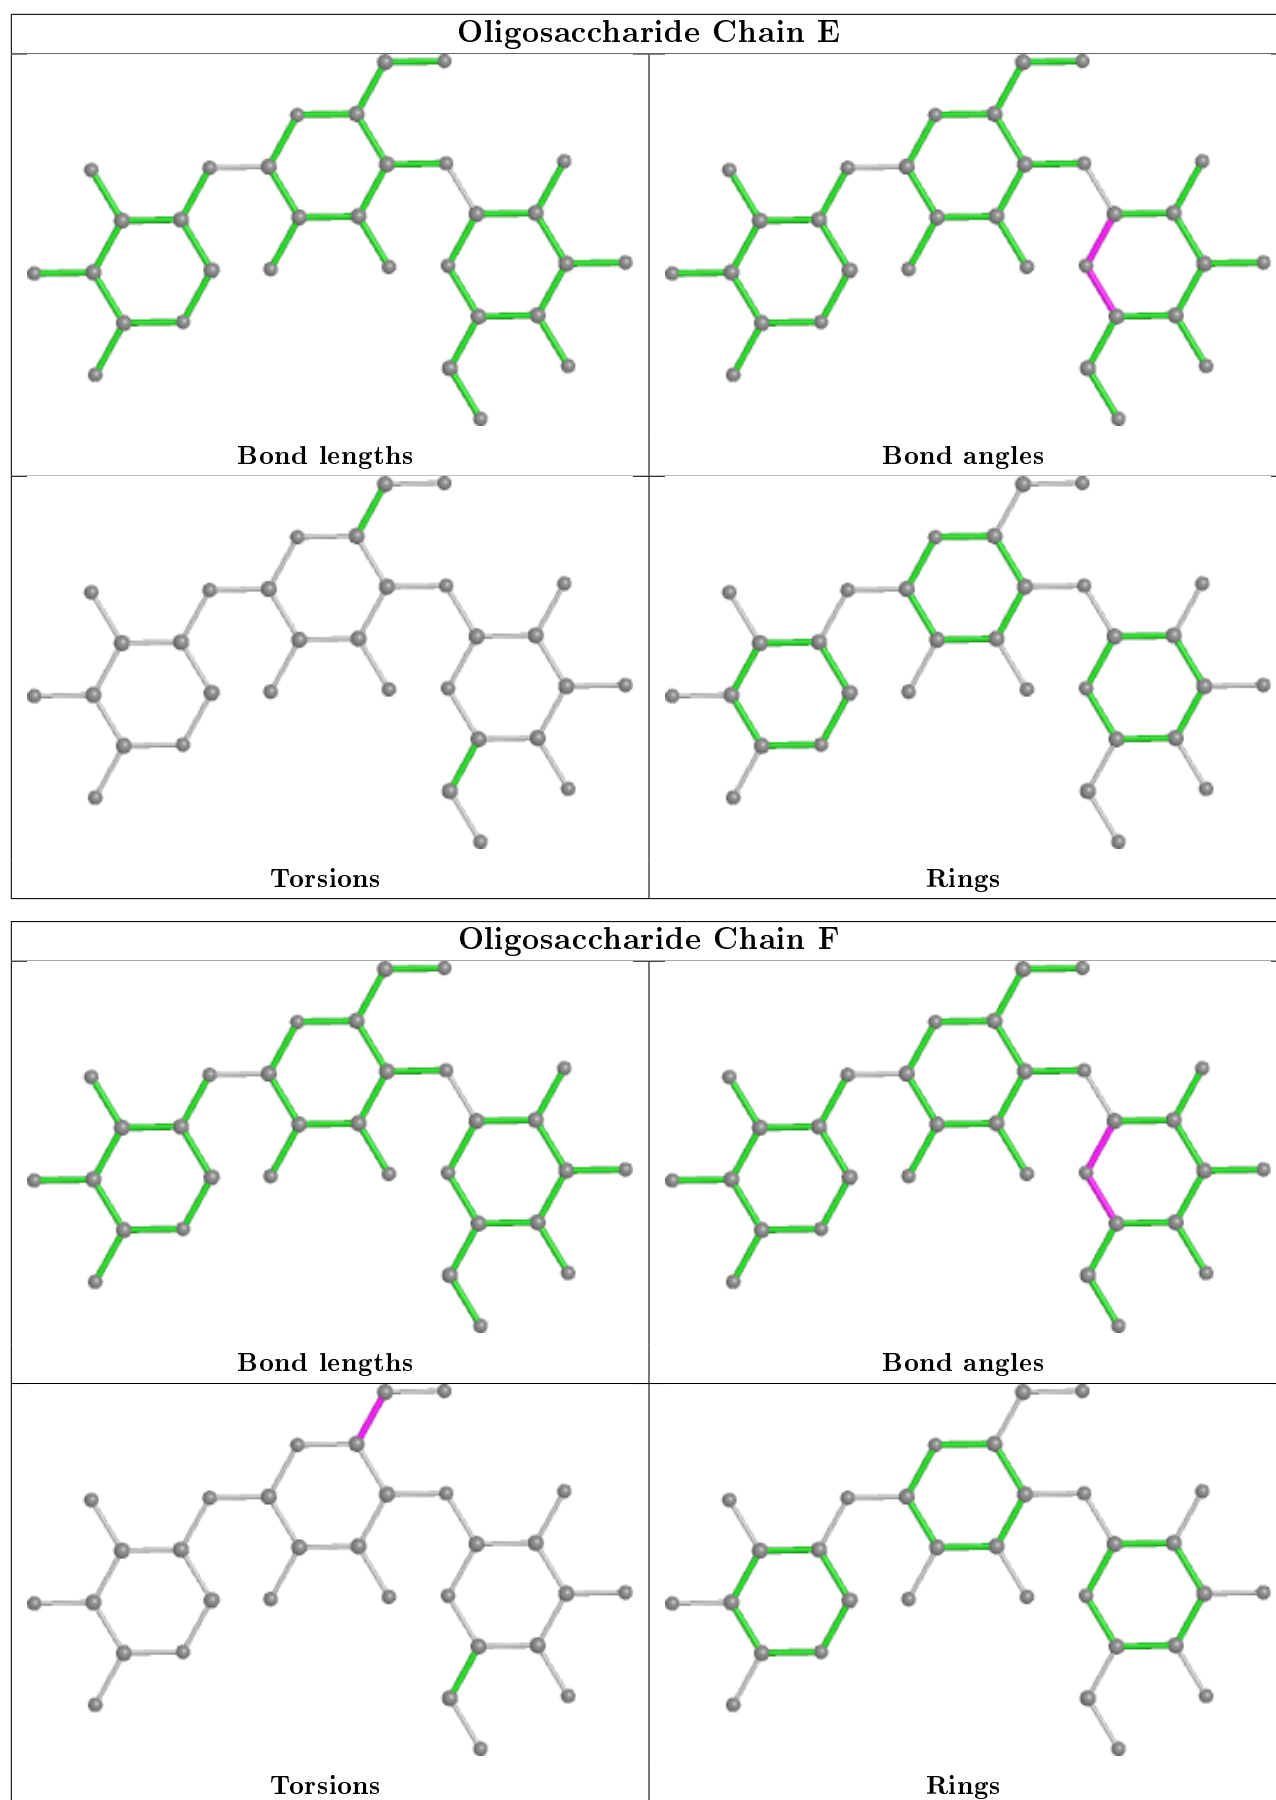 Oligosaccharide Chain E
Bond lengths
Bond angles
Torsions
Rings
Oligosaccharide Chain F
Bond lengths
Bond angles
Torsions
Rings